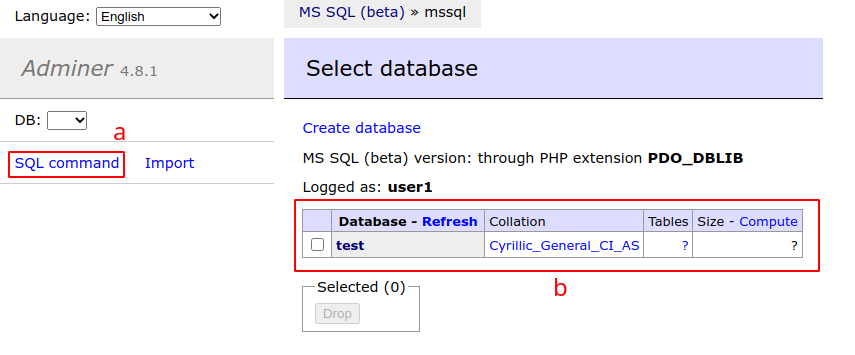 Language: English
MS SQL (beta) » mssql
Adminer 4.8.1
Select database
DB:
a
SQL command Import
Create database
MS SQL (beta) version: through PHP extension PDO_DBLIB
Logged as: user1
Database – Refresh Collation Tables Size - Compute
test Cyrillic_General_CI_AS ? ?
b
Selected (0)
Drop